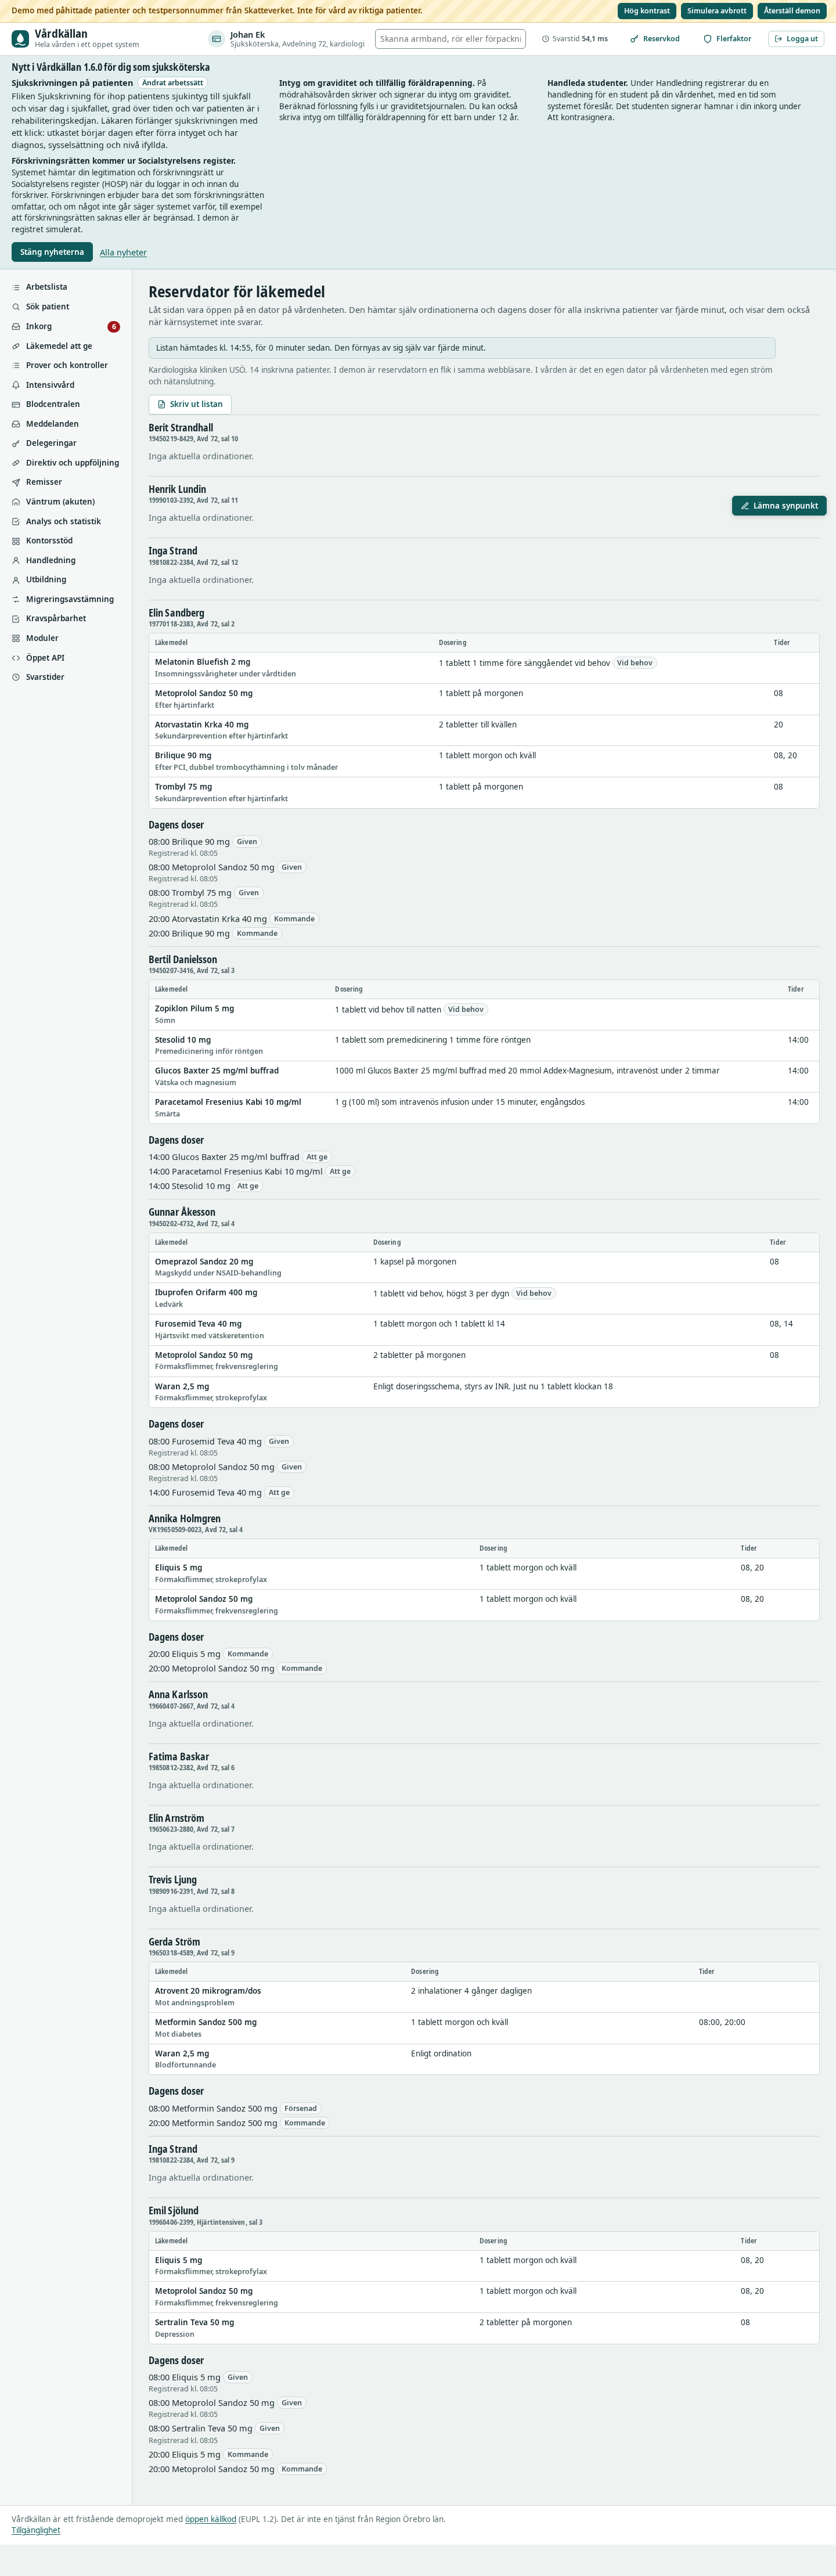 Demo med påhittade patienter och testpersonnummer från Skatteverket. Inte för vård av riktiga patienter.
Hög kontrast
Simulera avbrott
Återställ demon
Vårdkällan
Hela vården i ett öppet system
Johan Ek
Sjuksköterska, Avdelning 72, kardiologi
Skanna armband, rör eller förpackni
Svarstid 54,1 ms
Reservkod
Flerfaktor
Logga ut
Nytt i Vårdkällan 1.6.0 för dig som sjuksköterska
Sjukskrivningen på patienten Ändrat arbetssätt
Fliken Sjukskrivning för ihop patientens sjukintyg till sjukfall
och visar dag i sjukfallet, grad över tiden och var patienten är i
rehabiliteringskedjan. Läkaren förlänger sjukskrivningen med
ett klick: utkastet börjar dagen efter förra intyget och har
diagnos, sysselsättning och nivå ifyllda.
Förskrivningsrätten kommer ur Socialstyrelsens register.
Systemet hämtar din legitimation och förskrivningsrätt ur
Socialstyrelsens register (HOSP) när du loggar in och innan du
förskriver. Förskrivningen erbjuder bara det som förskrivningsrätten
omfattar, och om något inte går säger systemet varför, till exempel
att förskrivningsrätten saknas eller är begränsad. I demon är
registret simulerat.
Intyg om graviditet och tillfällig föräldrapenning. På
mödrahälsovården skriver och signerar du intyg om graviditet.
Beräknad förlossning fylls i ur graviditetsjournalen. Du kan också
skriva intyg om tillfällig föräldrapenning för ett barn under 12 år.
Handleda studenter. Under Handledning registrerar du en
handledning för en student på din vårdenhet, med en tid som
systemet föreslår. Det studenten signerar hamnar i din inkorg under
Att kontrasignera.
Stäng nyheterna
Alla nyheter
Arbetslista
Sök patient
Inkorg 6
Läkemedel att ge
Prover och kontroller
Intensivvård
Blodcentralen
Meddelanden
Delegeringar
Direktiv och uppföljning
Remisser
Väntrum (akuten)
Analys och statistik
Kontorsstöd
Handledning
Utbildning
Migreringsavstämning
Kravspårbarhet
Moduler
Öppet API
Svarstider
Reservdator för läkemedel
Låt sidan vara öppen på en dator på vårdenheten. Den hämtar själv ordinationerna och dagens doser för alla inskrivna patienter var fjärde minut, och visar dem också
när kärnsystemet inte svarar.
Listan hämtades kl. 14:55, för 0 minuter sedan. Den förnyas av sig själv var fjärde minut.
Kardiologiska kliniken USÖ. 14 inskrivna patienter. I demon är reservdatorn en flik i samma webbläsare. I vården är det en egen dator på vårdenheten med egen ström
och nätanslutning.
Skriv ut listan
Berit Strandhall
19450219-8429, Avd 72, sal 10
Inga aktuella ordinationer.
Henrik Lundin
19990103-2392, Avd 72, sal 11
Inga aktuella ordinationer.
Lämna synpunkt
Inga Strand
19810822-2384, Avd 72, sal 12
Inga aktuella ordinationer.
Elin Sandberg
19770118-2383, Avd 72, sal 2
Läkemedel Dosering Tider
Melatonin Bluefish 2 mg 1 tablett 1 timme före sänggåendet vid behov Vid behov
Insomningssvårigheter under vårdtiden
Metoprolol Sandoz 50 mg 1 tablett på morgonen 08
Efter hjärtinfarkt
Atorvastatin Krka 40 mg 2 tabletter till kvällen 20
Sekundärprevention efter hjärtinfarkt
Brilique 90 mg 1 tablett morgon och kväll 08, 20
Efter PCI, dubbel trombocythämning i tolv månader
Trombyl 75 mg 1 tablett på morgonen 08
Sekundärprevention efter hjärtinfarkt
Dagens doser
08:00 Brilique 90 mg Given
Registrerad kl. 08:05
08:00 Metoprolol Sandoz 50 mg Given
Registrerad kl. 08:05
08:00 Trombyl 75 mg Given
Registrerad kl. 08:05
20:00 Atorvastatin Krka 40 mg Kommande
20:00 Brilique 90 mg Kommande
Bertil Danielsson
19450207-3416, Avd 72, sal 3
Läkemedel Dosering Tider
Zopiklon Pilum 5 mg 1 tablett vid behov till natten Vid behov
Sömn
Stesolid 10 mg 1 tablett som premedicinering 1 timme före röntgen 14:00
Premedicinering inför röntgen
Glucos Baxter 25 mg/ml buffrad 1000 ml Glucos Baxter 25 mg/ml buffrad med 20 mmol Addex-Magnesium, intravenöst under 2 timmar 14:00
Vätska och magnesium
Paracetamol Fresenius Kabi 10 mg/ml 1 g (100 ml) som intravenös infusion under 15 minuter, engångsdos 14:00
Smärta
Dagens doser
14:00 Glucos Baxter 25 mg/ml buffrad Att ge
14:00 Paracetamol Fresenius Kabi 10 mg/ml Att ge
14:00 Stesolid 10 mg Att ge
Gunnar Åkesson
19450202-4732, Avd 72, sal 4
Läkemedel Dosering Tider
Omeprazol Sandoz 20 mg 1 kapsel på morgonen 08
Magskydd under NSAID-behandling
Ibuprofen Orifarm 400 mg 1 tablett vid behov, högst 3 per dygn Vid behov
Ledvärk
Furosemid Teva 40 mg 1 tablett morgon och 1 tablett kl 14 08, 14
Hjärtsvikt med vätskeretention
Metoprolol Sandoz 50 mg 2 tabletter på morgonen 08
Förmaksflimmer, frekvensreglering
Waran 2,5 mg Enligt doseringsschema, styrs av INR. Just nu 1 tablett klockan 18
Förmaksflimmer, strokeprofylax
Dagens doser
08:00 Furosemid Teva 40 mg Given
Registrerad kl. 08:05
08:00 Metoprolol Sandoz 50 mg Given
Registrerad kl. 08:05
14:00 Furosemid Teva 40 mg Att ge
Annika Holmgren
VK19650509-0023, Avd 72, sal 4
Läkemedel Dosering Tider
Eliquis 5 mg 1 tablett morgon och kväll 08, 20
Förmaksflimmer, strokeprofylax
Metoprolol Sandoz 50 mg 1 tablett morgon och kväll 08, 20
Förmaksflimmer, frekvensreglering
Dagens doser
20:00 Eliquis 5 mg Kommande
20:00 Metoprolol Sandoz 50 mg Kommande
Anna Karlsson
19660407-2667, Avd 72, sal 4
Inga aktuella ordinationer.
Fatima Baskar
19850812-2382, Avd 72, sal 6
Inga aktuella ordinationer.
Elin Arnström
19650623-2880, Avd 72, sal 7
Inga aktuella ordinationer.
Trevis Ljung
19890916-2391, Avd 72, sal 8
Inga aktuella ordinationer.
Gerda Ström
19650318-4589, Avd 72, sal 9
Läkemedel Dosering Tider
Atrovent 20 mikrogram/dos 2 inhalationer 4 gånger dagligen
Mot andningsproblem
Metformin Sandoz 500 mg 1 tablett morgon och kväll 08:00, 20:00
Mot diabetes
Waran 2,5 mg Enligt ordination
Blodförtunnande
Dagens doser
08:00 Metformin Sandoz 500 mg Försenad
20:00 Metformin Sandoz 500 mg Kommande
Inga Strand
19810822-2384, Avd 72, sal 9
Inga aktuella ordinationer.
Emil Sjölund
19960406-2399, Hjärtintensiven, sal 3
Läkemedel Dosering Tider
Eliquis 5 mg 1 tablett morgon och kväll 08, 20
Förmaksflimmer, strokeprofylax
Metoprolol Sandoz 50 mg 1 tablett morgon och kväll 08, 20
Förmaksflimmer, frekvensreglering
Sertralin Teva 50 mg 2 tabletter på morgonen 08
Depression
Dagens doser
08:00 Eliquis 5 mg Given
Registrerad kl. 08:05
08:00 Metoprolol Sandoz 50 mg Given
Registrerad kl. 08:05
08:00 Sertralin Teva 50 mg Given
Registrerad kl. 08:05
20:00 Eliquis 5 mg Kommande
20:00 Metoprolol Sandoz 50 mg Kommande
Vårdkällan är ett fristående demoprojekt med öppen källkod (EUPL 1.2). Det är inte en tjänst från Region Örebro län.
Tillgänglighet